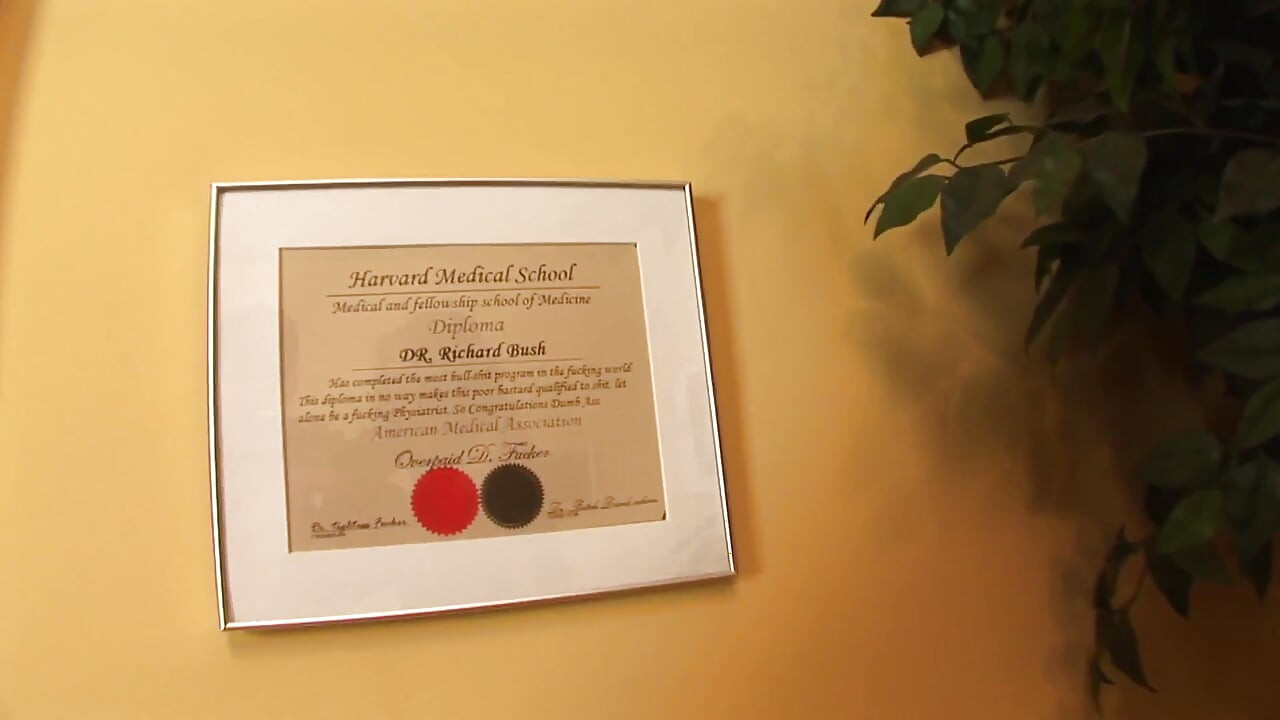 Harvard Medical School
Medical and fellowship school of Medicine
Diploma
DR. Richard Bush
Has completed the most bull-shit program in the fucking world
This diploma in no way makes this poor bastard qualified to shit, let
alone be a fucking Physiatrist. So Congratulations Dumb Ass
American Medical Association
Overpaid D. Fucker